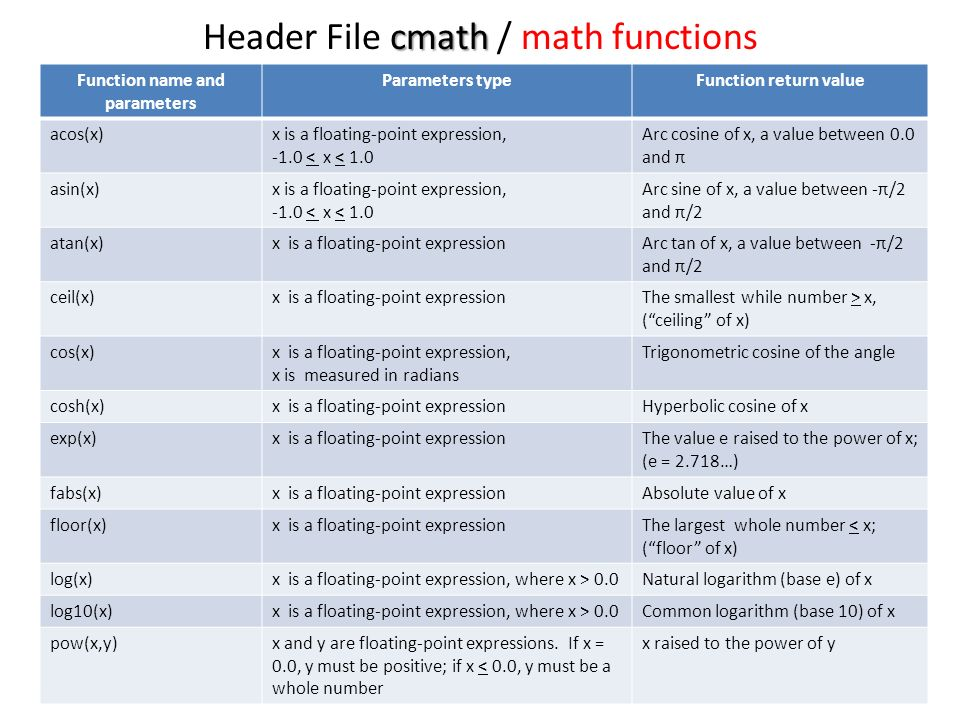 Header File cmath / math functions
Function name and
parameters
Parameters type
Function return value
acos(x)
x is a floating-point expression,
-1.0 < x < 1.0
Arc cosine of x, a value between 0.0
and π
asin(x)
x is a floating-point expression,
-1.0 < x < 1.0
Arc sine of x, a value between -π/2
and π/2
atan(x)
x is a floating-point expression
Arc tan of x, a value between -π/2
and π/2
ceil(x)
x is a floating-point expression
The smallest while number > x,
(“ceiling” of x)
cos(x)
x is a floating-point expression,
x is measured in radians
Trigonometric cosine of the angle
cosh(x)
x is a floating-point expression
Hyperbolic cosine of x
exp(x)
x is a floating-point expression
The value e raised to the power of x;
(e = 2.718…)
fabs(x)
x is a floating-point expression
Absolute value of x
floor(x)
x is a floating-point expression
The largest whole number < x;
(“floor” of x)
log(x)
x is a floating-point expression, where x > 0.0
Natural logarithm (base e) of x
log10(x)
x is a floating-point expression, where x > 0.0
Common logarithm (base 10) of x
pow(x,y)
x and y are floating-point expressions. If x =
0.0, y must be positive; if x < 0.0, y must be a
whole number
x raised to the power of y